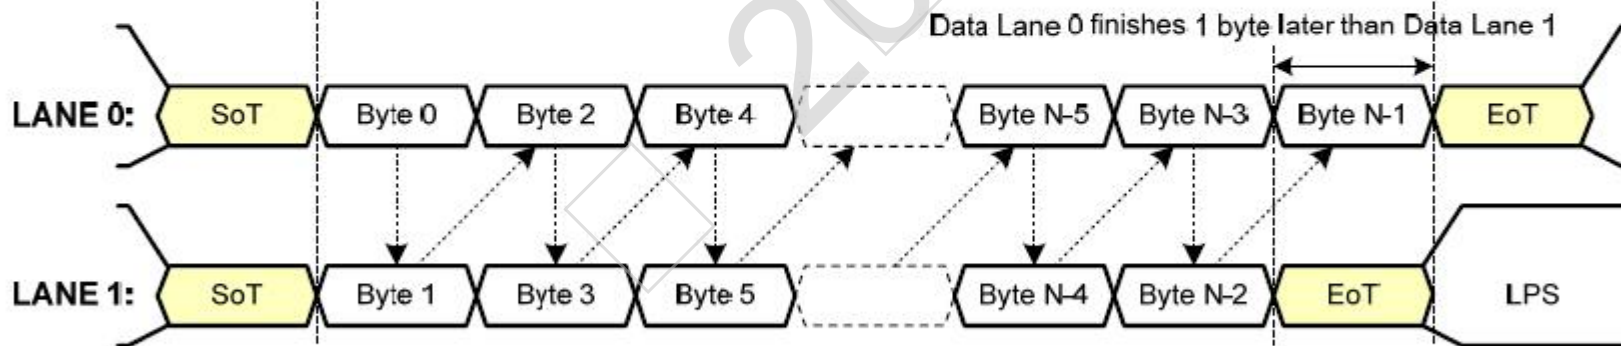 Data Lane 0 finishes 1 byte later than Data Lane 1
LANE 0: SoT Byte 0 Byte 2 Byte 4 Byte N-5 Byte N-3 Byte N-1 EoT
LANE 1: SoT Byte 1 Byte 3 Byte 5 Byte N-4 Byte N-2 EoT LPS